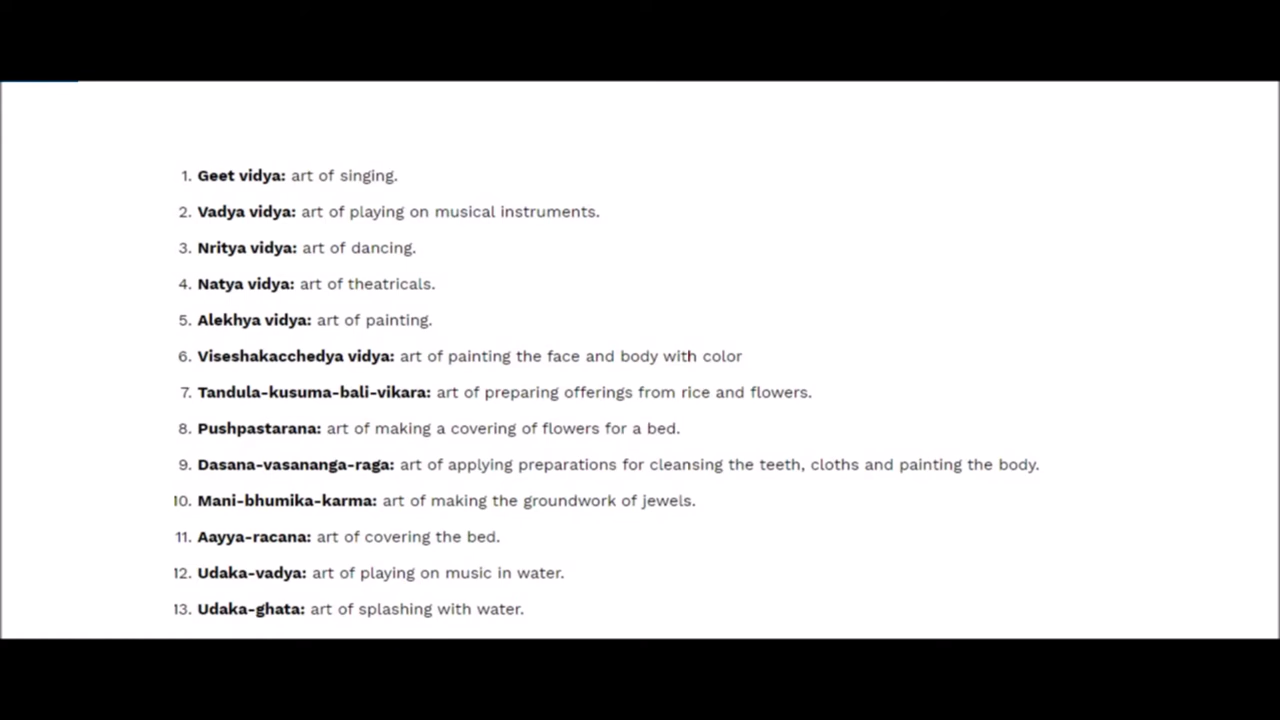 1. Geet vidya: art of singing.
2. Vadya vidya: art of playing on musical instruments.
3. Nritya vidya: art of dancing.
4. Natya vidya: art of theatricals.
5. Alekhya vidya: art of painting.
6. Viseshakacchedya vidya: art of painting the face and body with color
7. Tandula-kusuma-bali-vikara: art of preparing offerings from rice and flowers.
8. Pushpastarana: art of making a covering of flowers for a bed.
9. Dasana-vasananga-raga: art of applying preparations for cleansing the teeth, cloths and painting the body.
10. Mani-bhumika-karma: art of making the groundwork of jewels.
11. Aayya-racana: art of covering the bed.
12. Udaka-vadya: art of playing on music in water.
13. Udaka-ghata: art of splashing with water.